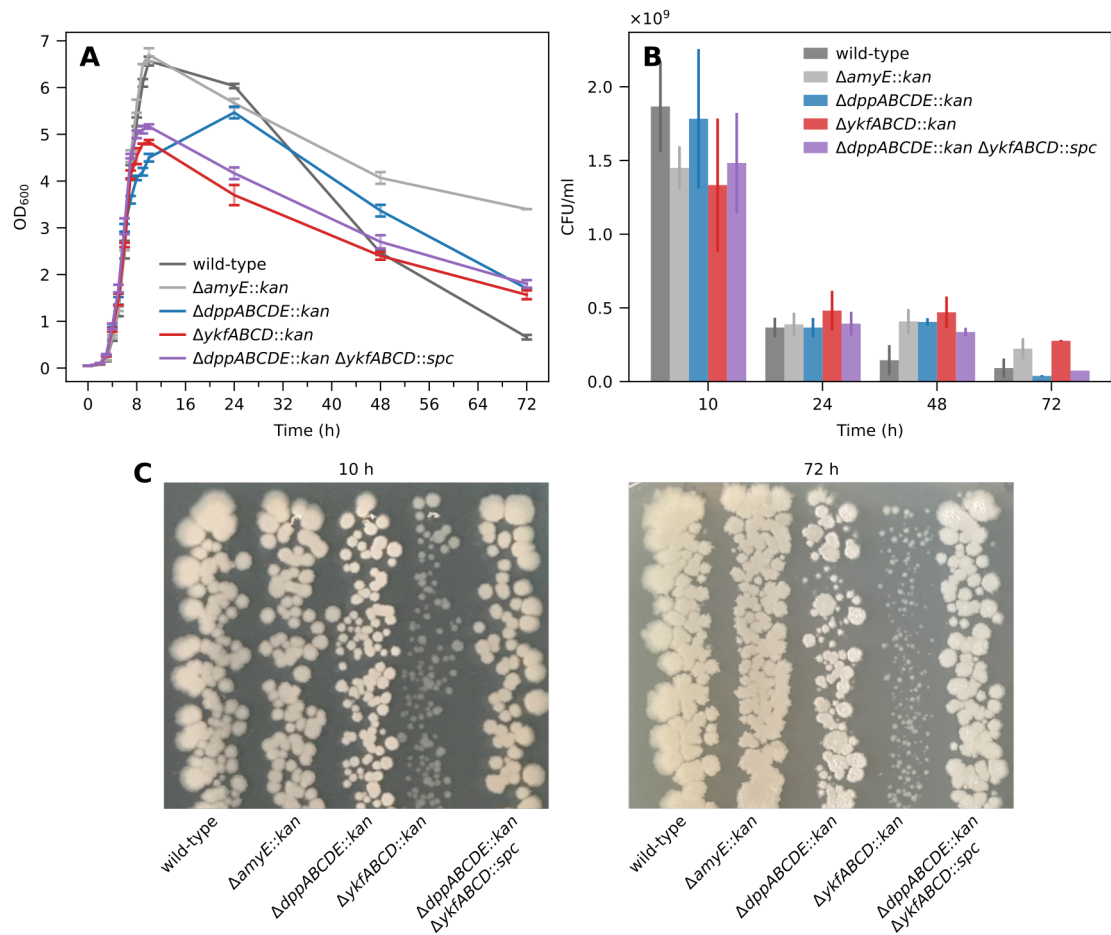 A
7
6
5
4
3
2
1
0
OD600
wild-type
ΔamyE::kan
ΔdppABCDE::kan
ΔykfABCD::kan
ΔdppABCDE::kan ΔykfABCD::spc
0 8 16 24 32 40 48 56 64 72
Time (h)
×10⁹
B
2.0
1.5
1.0
0.5
0.0
CFU/ml
wild-type
ΔamyE::kan
ΔdppABCDE::kan
ΔykfABCD::kan
ΔdppABCDE::kan ΔykfABCD::spc
10 24 48 72
Time (h)
C
10 h
wild-type
ΔamyE::kan
ΔdppABCDE::kan
ΔykfABCD::kan
ΔdppABCDE::kan
ΔykfABCD::spc
72 h
wild-type
ΔamyE::kan
ΔdppABCDE::kan
ΔykfABCD::kan
ΔdppABCDE::kan
ΔykfABCD::spc